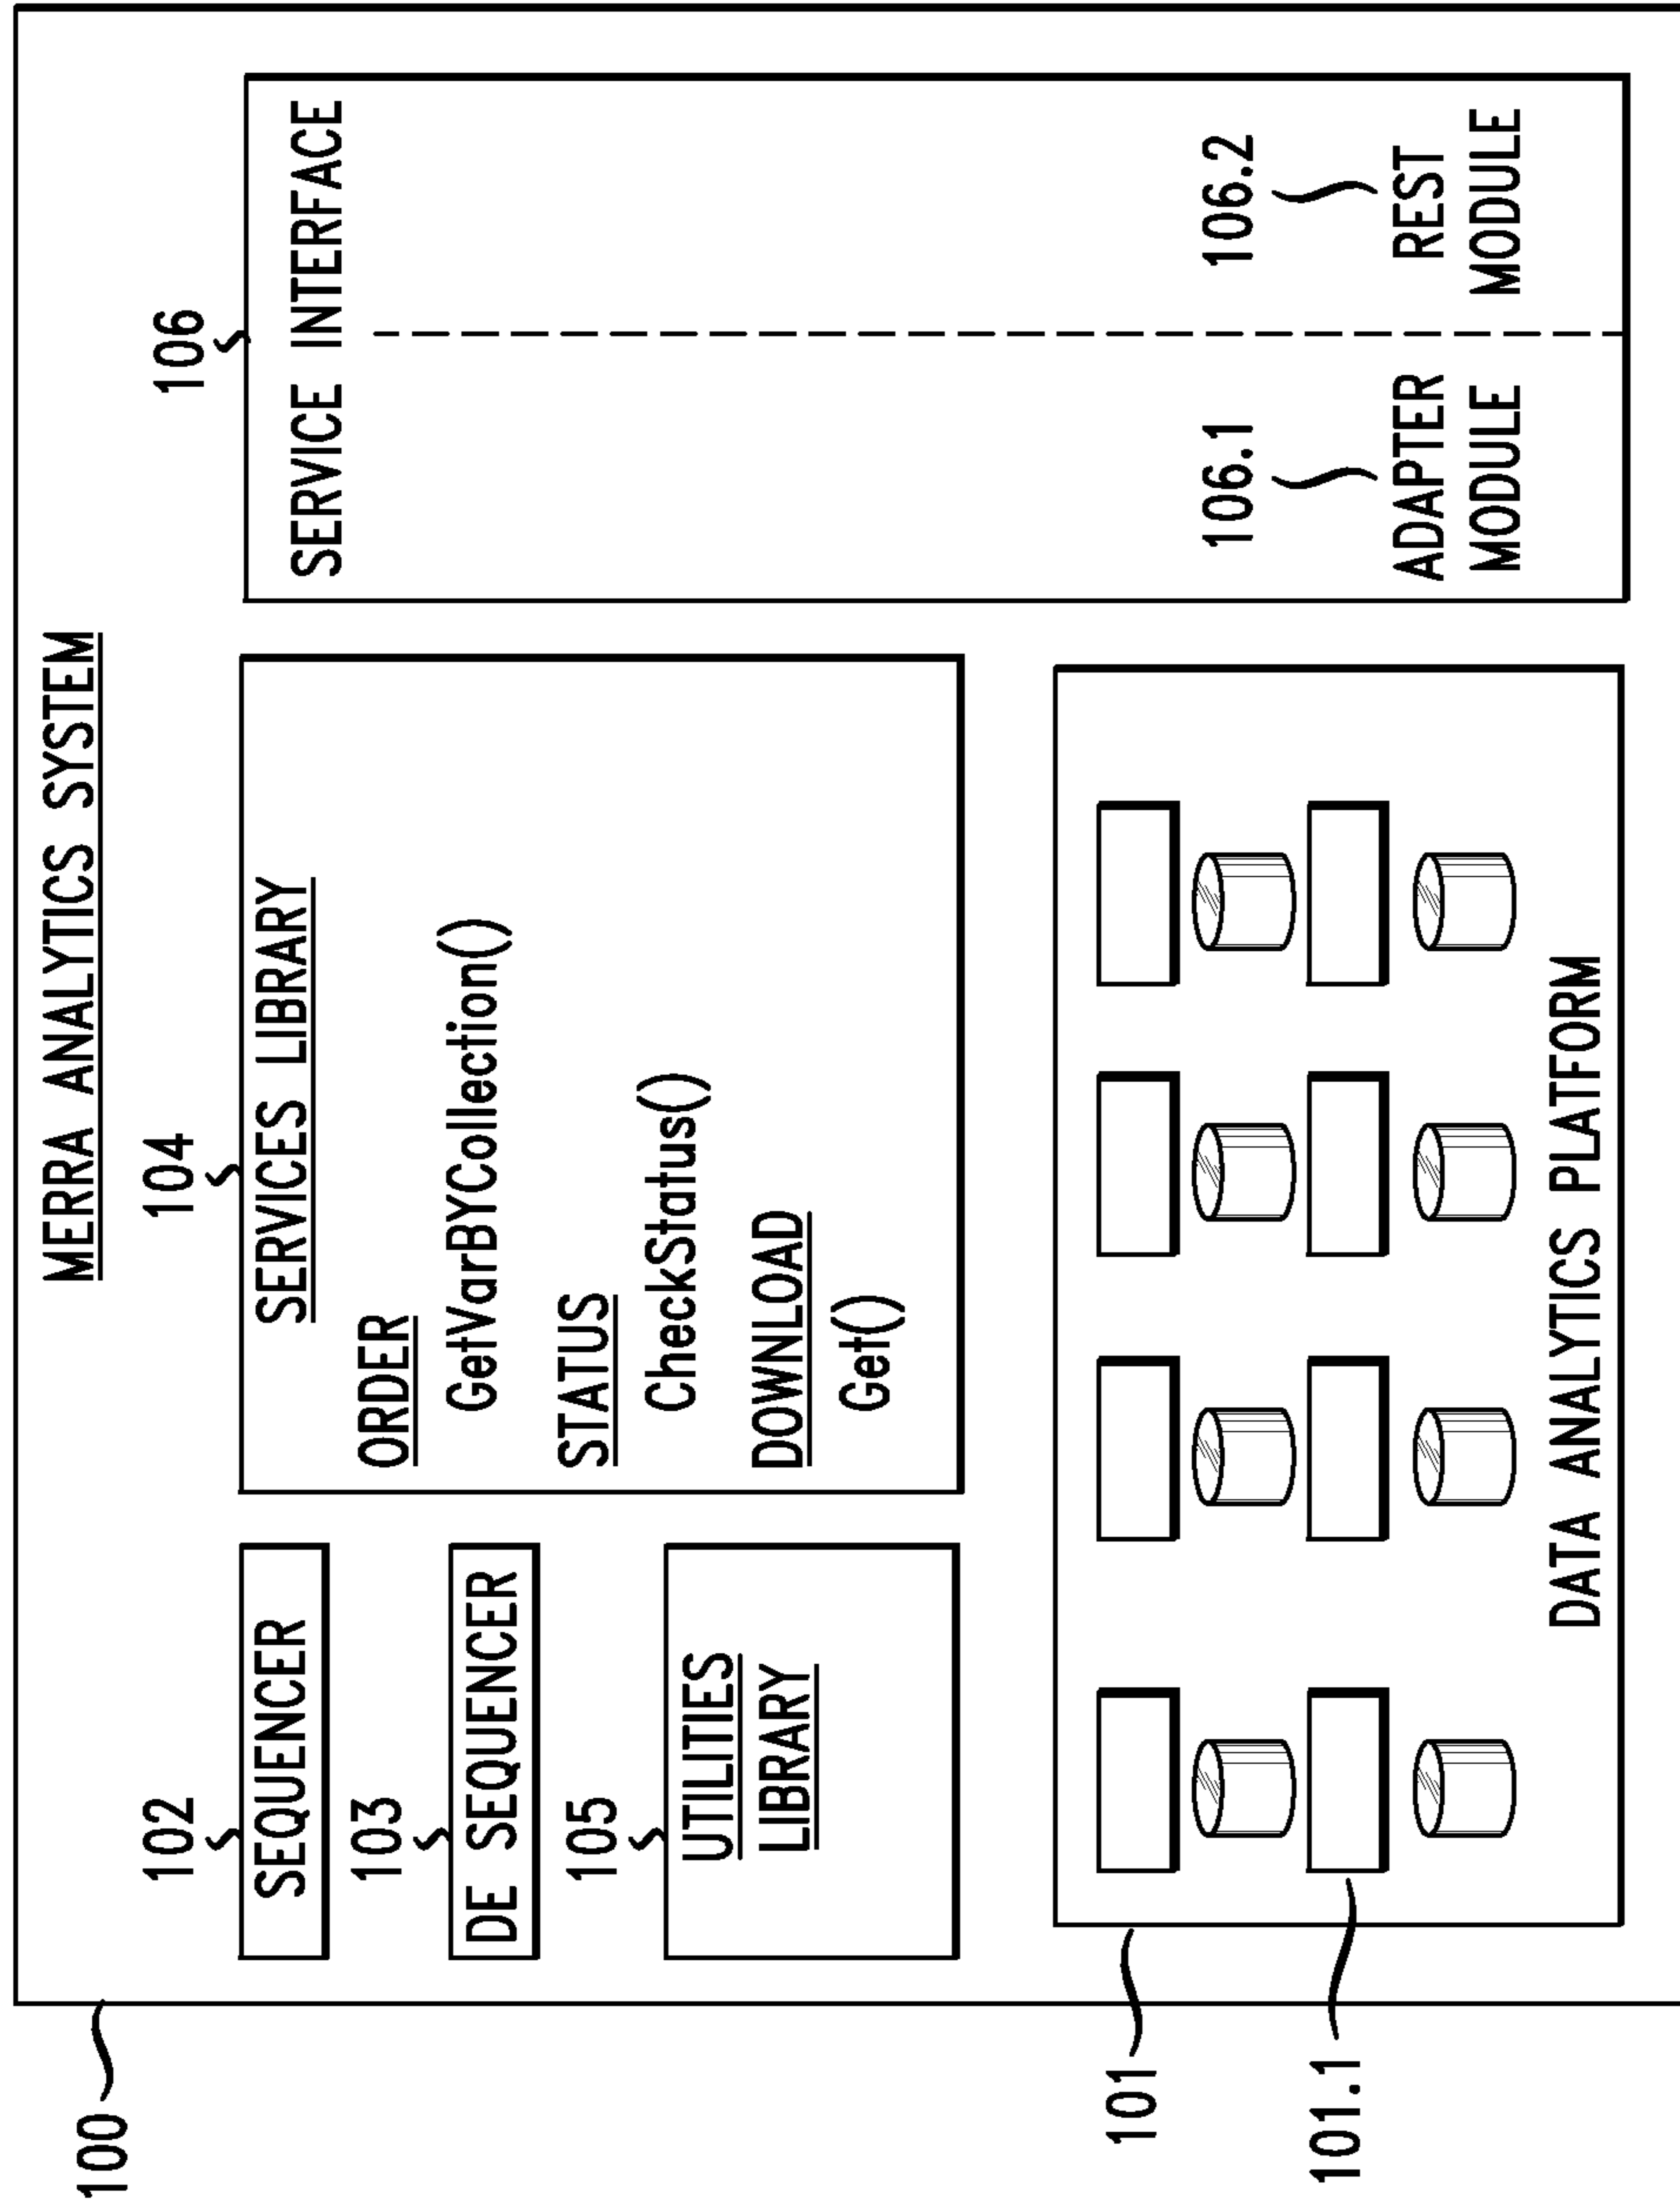 100
MERRA ANALYTICS SYSTEM
102
SEQUENCER
103
DE SEQUENCER
105
UTILITIES
LIBRARY
104
SERVICES LIBRARY
ORDER
GetVarBYCollection()
STATUS
CheckStatus()
DOWNLOAD
Get()
106
SERVICE INTERFACE
106.1
ADAPTER
MODULE
106.2
REST
MODULE
101
101.1
DATA ANALYTICS PLATFORM